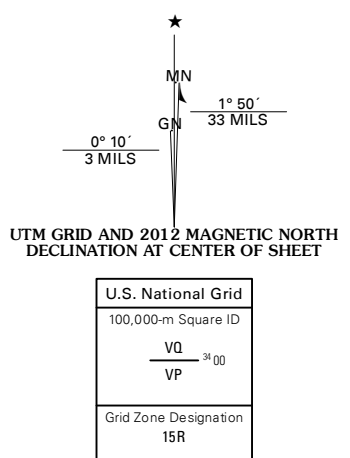 ★
MN
1° 50´
33 MILS
GN
0° 10´
3 MILS
UTM GRID AND 2012 MAGNETIC NORTH
DECLINATION AT CENTER OF SHEET
U.S. National Grid
100,000-m Square ID
VQ
34 00
VP
Grid Zone Designation
15R